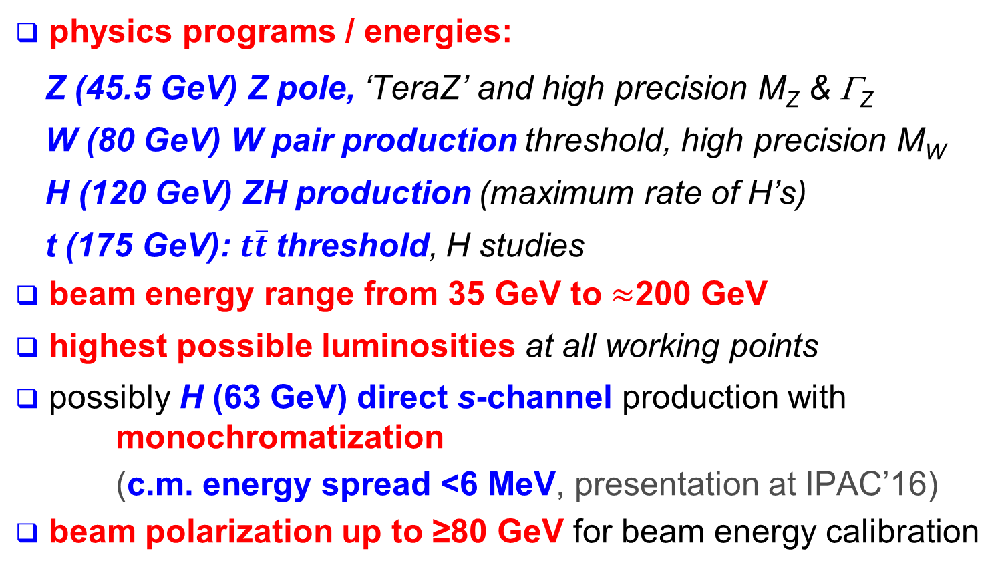 ❑ physics programs / energies:
Z (45.5 GeV) Z pole, ‘TeraZ’ and high precision M_Z & Γ_Z
W (80 GeV) W pair production threshold, high precision M_W
H (120 GeV) ZH production (maximum rate of H’s)
t (175 GeV): tt̄ threshold, H studies
❑ beam energy range from 35 GeV to ≈200 GeV
❑ highest possible luminosities at all working points
❑ possibly H (63 GeV) direct s-channel production with
monochromatization
(c.m. energy spread <6 MeV, presentation at IPAC’16)
❑ beam polarization up to ≥80 GeV for beam energy calibration